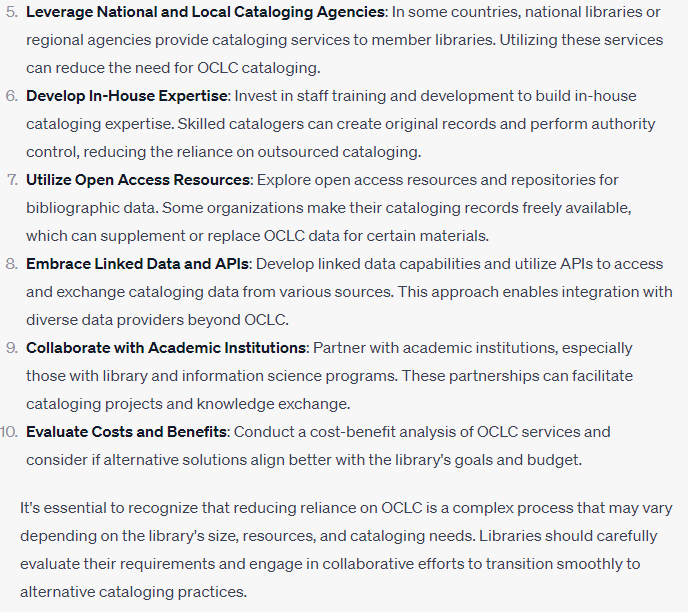 5. Leverage National and Local Cataloging Agencies: In some countries, national libraries or
regional agencies provide cataloging services to member libraries. Utilizing these services
can reduce the need for OCLC cataloging.
6. Develop In-House Expertise: Invest in staff training and development to build in-house
cataloging expertise. Skilled catalogers can create original records and perform authority
control, reducing the reliance on outsourced cataloging.
7. Utilize Open Access Resources: Explore open access resources and repositories for
bibliographic data. Some organizations make their cataloging records freely available,
which can supplement or replace OCLC data for certain materials.
8. Embrace Linked Data and APIs: Develop linked data capabilities and utilize APIs to access
and exchange cataloging data from various sources. This approach enables integration with
diverse data providers beyond OCLC.
9. Collaborate with Academic Institutions: Partner with academic institutions, especially
those with library and information science programs. These partnerships can facilitate
cataloging projects and knowledge exchange.
10. Evaluate Costs and Benefits: Conduct a cost-benefit analysis of OCLC services and
consider if alternative solutions align better with the library's goals and budget.
It's essential to recognize that reducing reliance on OCLC is a complex process that may vary
depending on the library's size, resources, and cataloging needs. Libraries should carefully
evaluate their requirements and engage in collaborative efforts to transition smoothly to
alternative cataloging practices.